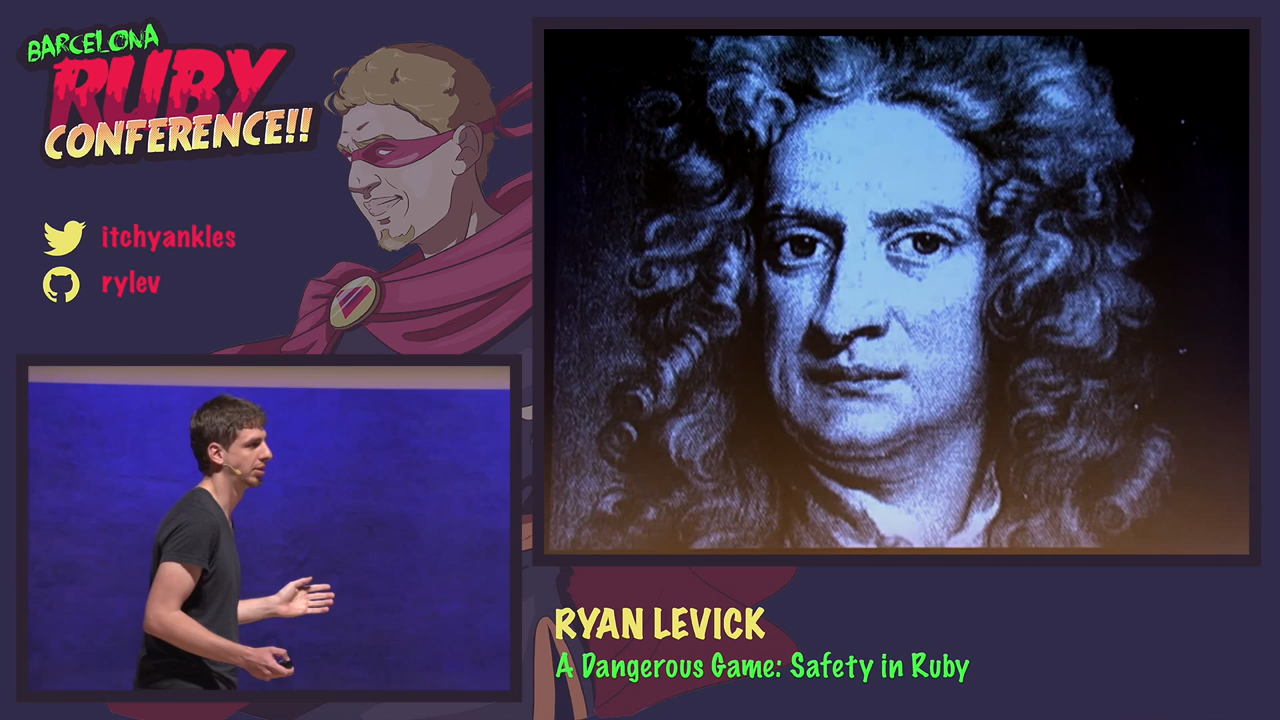 BARCELONA
RUBY
CONFERENCE!!
itchyankles
rylev
RYAN LEVICK
A Dangerous Game: Safety in Ruby